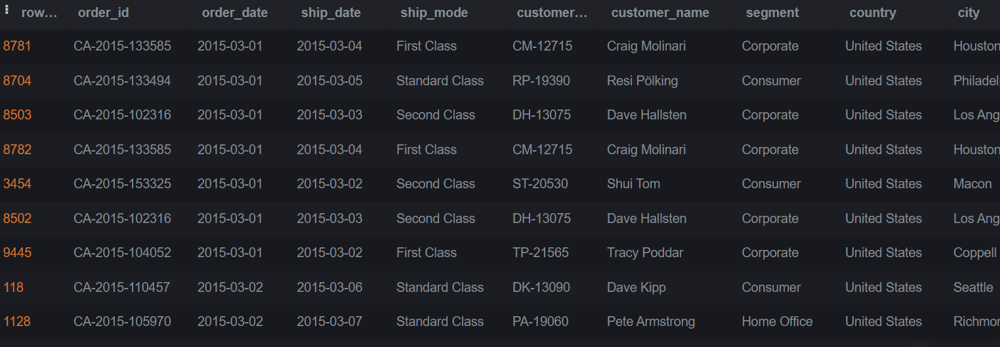 row... order_id order_date ship_date ship_mode customer... customer_name segment country city
8781 CA-2015-133585 2015-03-01 2015-03-04 First Class CM-12715 Craig Molinari Corporate United States Houston
8704 CA-2015-133494 2015-03-01 2015-03-05 Standard Class RP-19390 Resi Pölking Consumer United States Philadel
8503 CA-2015-102316 2015-03-01 2015-03-03 Second Class DH-13075 Dave Hallsten Corporate United States Los Ang
8782 CA-2015-133585 2015-03-01 2015-03-04 First Class CM-12715 Craig Molinari Corporate United States Houston
3454 CA-2015-153325 2015-03-01 2015-03-02 Second Class ST-20530 Shui Tom Consumer United States Macon
8502 CA-2015-102316 2015-03-01 2015-03-03 Second Class DH-13075 Dave Hallsten Corporate United States Los Ang
9445 CA-2015-104052 2015-03-01 2015-03-02 First Class TP-21565 Tracy Poddar Corporate United States Coppell
118 CA-2015-110457 2015-03-02 2015-03-06 Standard Class DK-13090 Dave Kipp Consumer United States Seattle
1128 CA-2015-105970 2015-03-02 2015-03-07 Standard Class PA-19060 Pete Armstrong Home Office United States Richmon